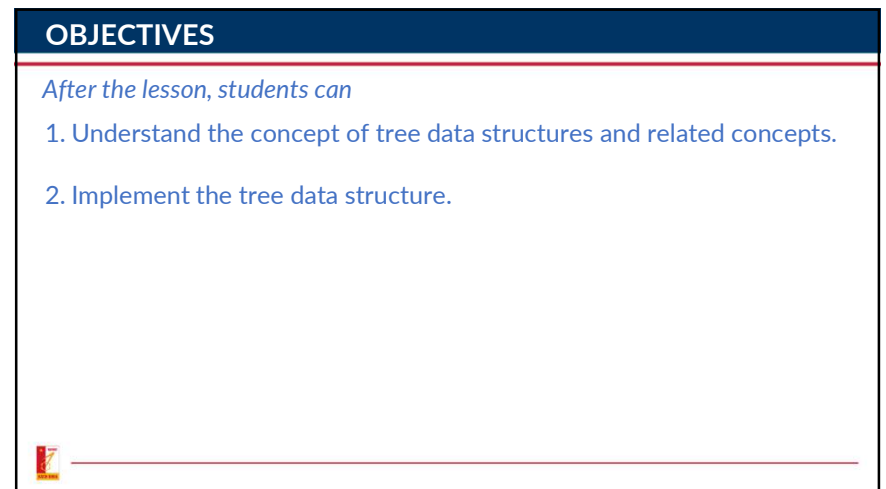 OBJECTIVES
After the lesson, students can
1. Understand the concept of tree data structures and related concepts.
2. Implement the tree data structure.